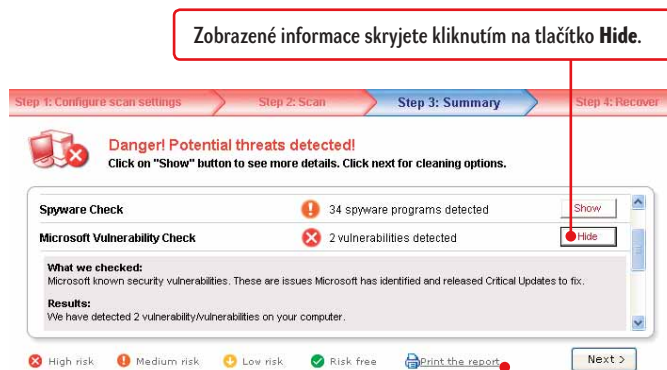 Zobrazené informace skryjete kliknutím na tlačítko Hide.
Step 1: Configure scan settings Step 2: Scan Step 3: Summary Step 4: Recover
Danger! Potential threats detected!
Click on "Show" button to see more details. Click next for cleaning options.
Spyware Check 34 spyware programs detected Show
Microsoft Vulnerability Check 2 vulnerabilities detected Hide
What we checked:
Microsoft known security vulnerabilities. These are issues Microsoft has identified and released Critical Updates to fix.
Results:
We have detected 2 vulnerability/vulnerabilities on your computer.
High risk Medium risk Low risk Risk free Print the report Next >